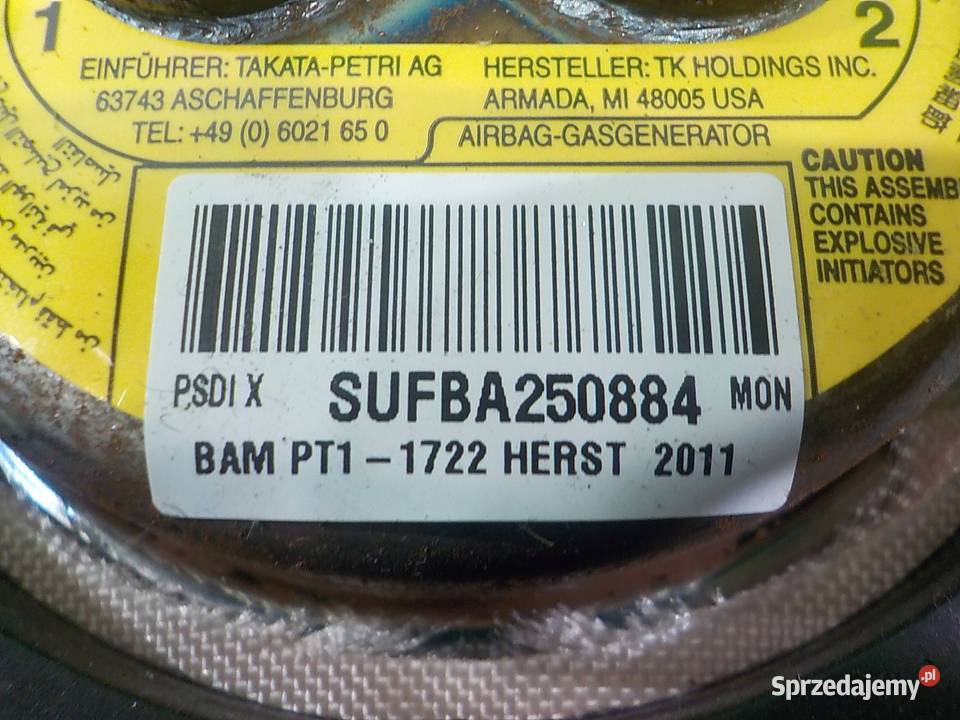 1
2
EINFÜHRER: TAKATA-PETRI AG
63743 ASCHAFFENBURG
TEL: +49 (0) 6021 65 0
HERSTELLER: TK HOLDINGS INC.
ARMADA, MI 48005 USA
AIRBAG-GASGENERATOR
CAUTION
THIS ASSEMB
CONTAINS
EXPLOSIVE
INITIATORS
PSDI X SUFBA250884 MON
BAM PT1-1722 HERST 2011
Sprzedajemy.pl